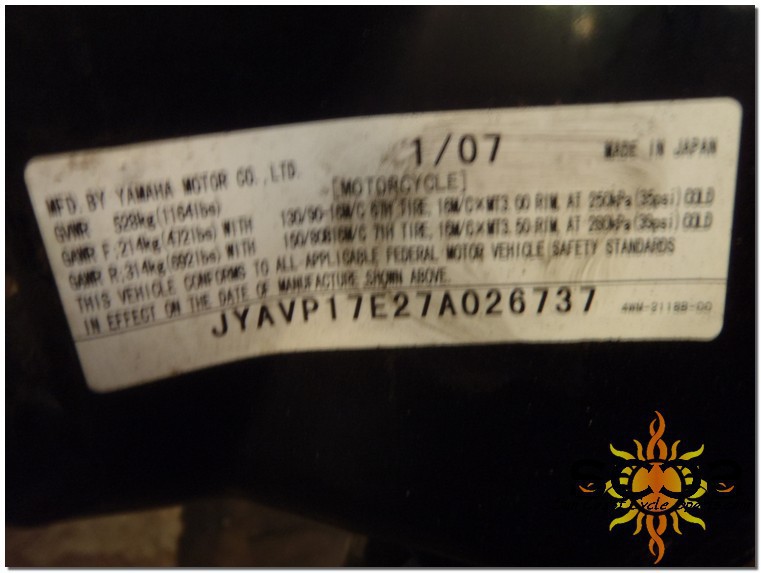 1/07
MADE IN JAPAN
MFD. BY YAMAHA MOTOR CO., LTD.
[MOTORCYCLE]
GVWR 528kg(1164lbs)
GAWR F.214kg(472lbs) WITH 130/90-16M/C 67H TIRE, 16M/C×MT3.00 RIM, AT 250kPa(35psi) COLD
GAWR R.314kg(692lbs) WITH 150/80B16M/C 71H TIRE, 16M/C×MT3.50 RIM, AT 280kPa(39psi) COLD
THIS VEHICLE CONFORMS TO ALL-APPLICABLE FEDERAL MOTOR VEHICLE SAFETY STANDARDS
IN EFFECT ON THE DATE OF MANUFACTURE SHOWN ABOVE.
JYAVP17E27A026737
4WM-2118B-00
Cycle